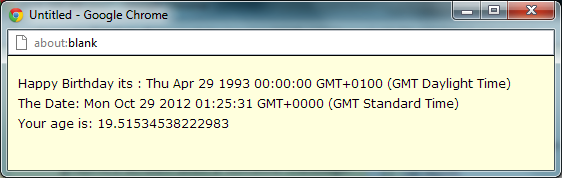 Untitled - Google Chrome
about:blank
Happy Birthday its : Thu Apr 29 1993 00:00:00 GMT+0100 (GMT Daylight Time)
The Date: Mon Oct 29 2012 01:25:31 GMT+0000 (GMT Standard Time)
Your age is: 19.51534538222983